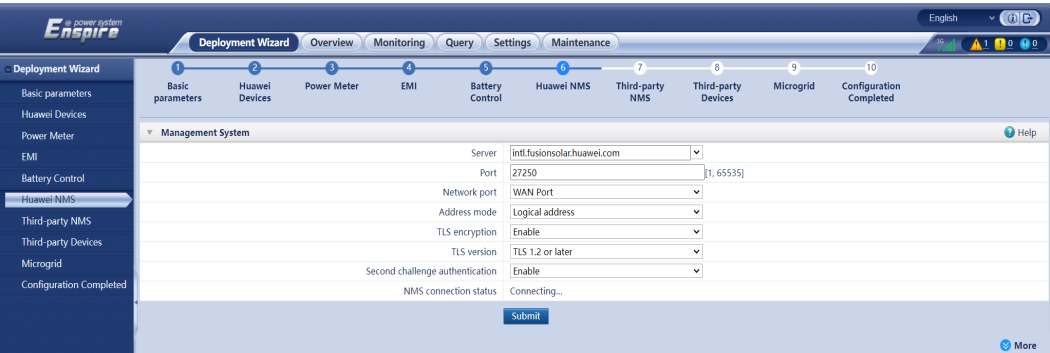 e power system
Enspire
English
Deployment Wizard
Overview
Monitoring
Query
Settings
Maintenance
3G
1
0
0
Deployment Wizard
Basic parameters
Huawei Devices
Power Meter
EMI
Battery Control
Huawei NMS
Third-party NMS
Third-party Devices
Microgrid
Configuration Completed
1
2
3
4
5
6
7
8
9
10
Basic
parameters
Huawei
Devices
Power Meter
EMI
Battery
Control
Huawei NMS
Third-party
NMS
Third-party
Devices
Microgrid
Configuration
Completed
Management System
Help
Server intl.fusionsolar.huawei.com
Port 27250 [1, 65535]
Network port WAN Port
Address mode Logical address
TLS encryption Enable
TLS version TLS 1.2 or later
Second challenge authentication Enable
NMS connection status Connecting...
Submit
More